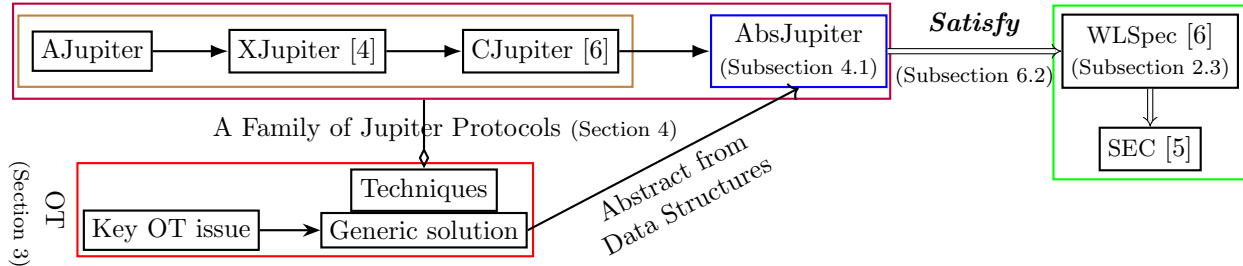 AJupiter
XJupiter [4]
CJupiter [6]
AbsJupiter
(Subsection 4.1)
Satisfy
(Subsection 6.2)
WLSpec [6]
(Subsection 2.3)
SEC [5]
A Family of Jupiter Protocols (Section 4)
OT
(Section 3)
Techniques
Key OT issue
Generic solution
Abstract from
Data Structures